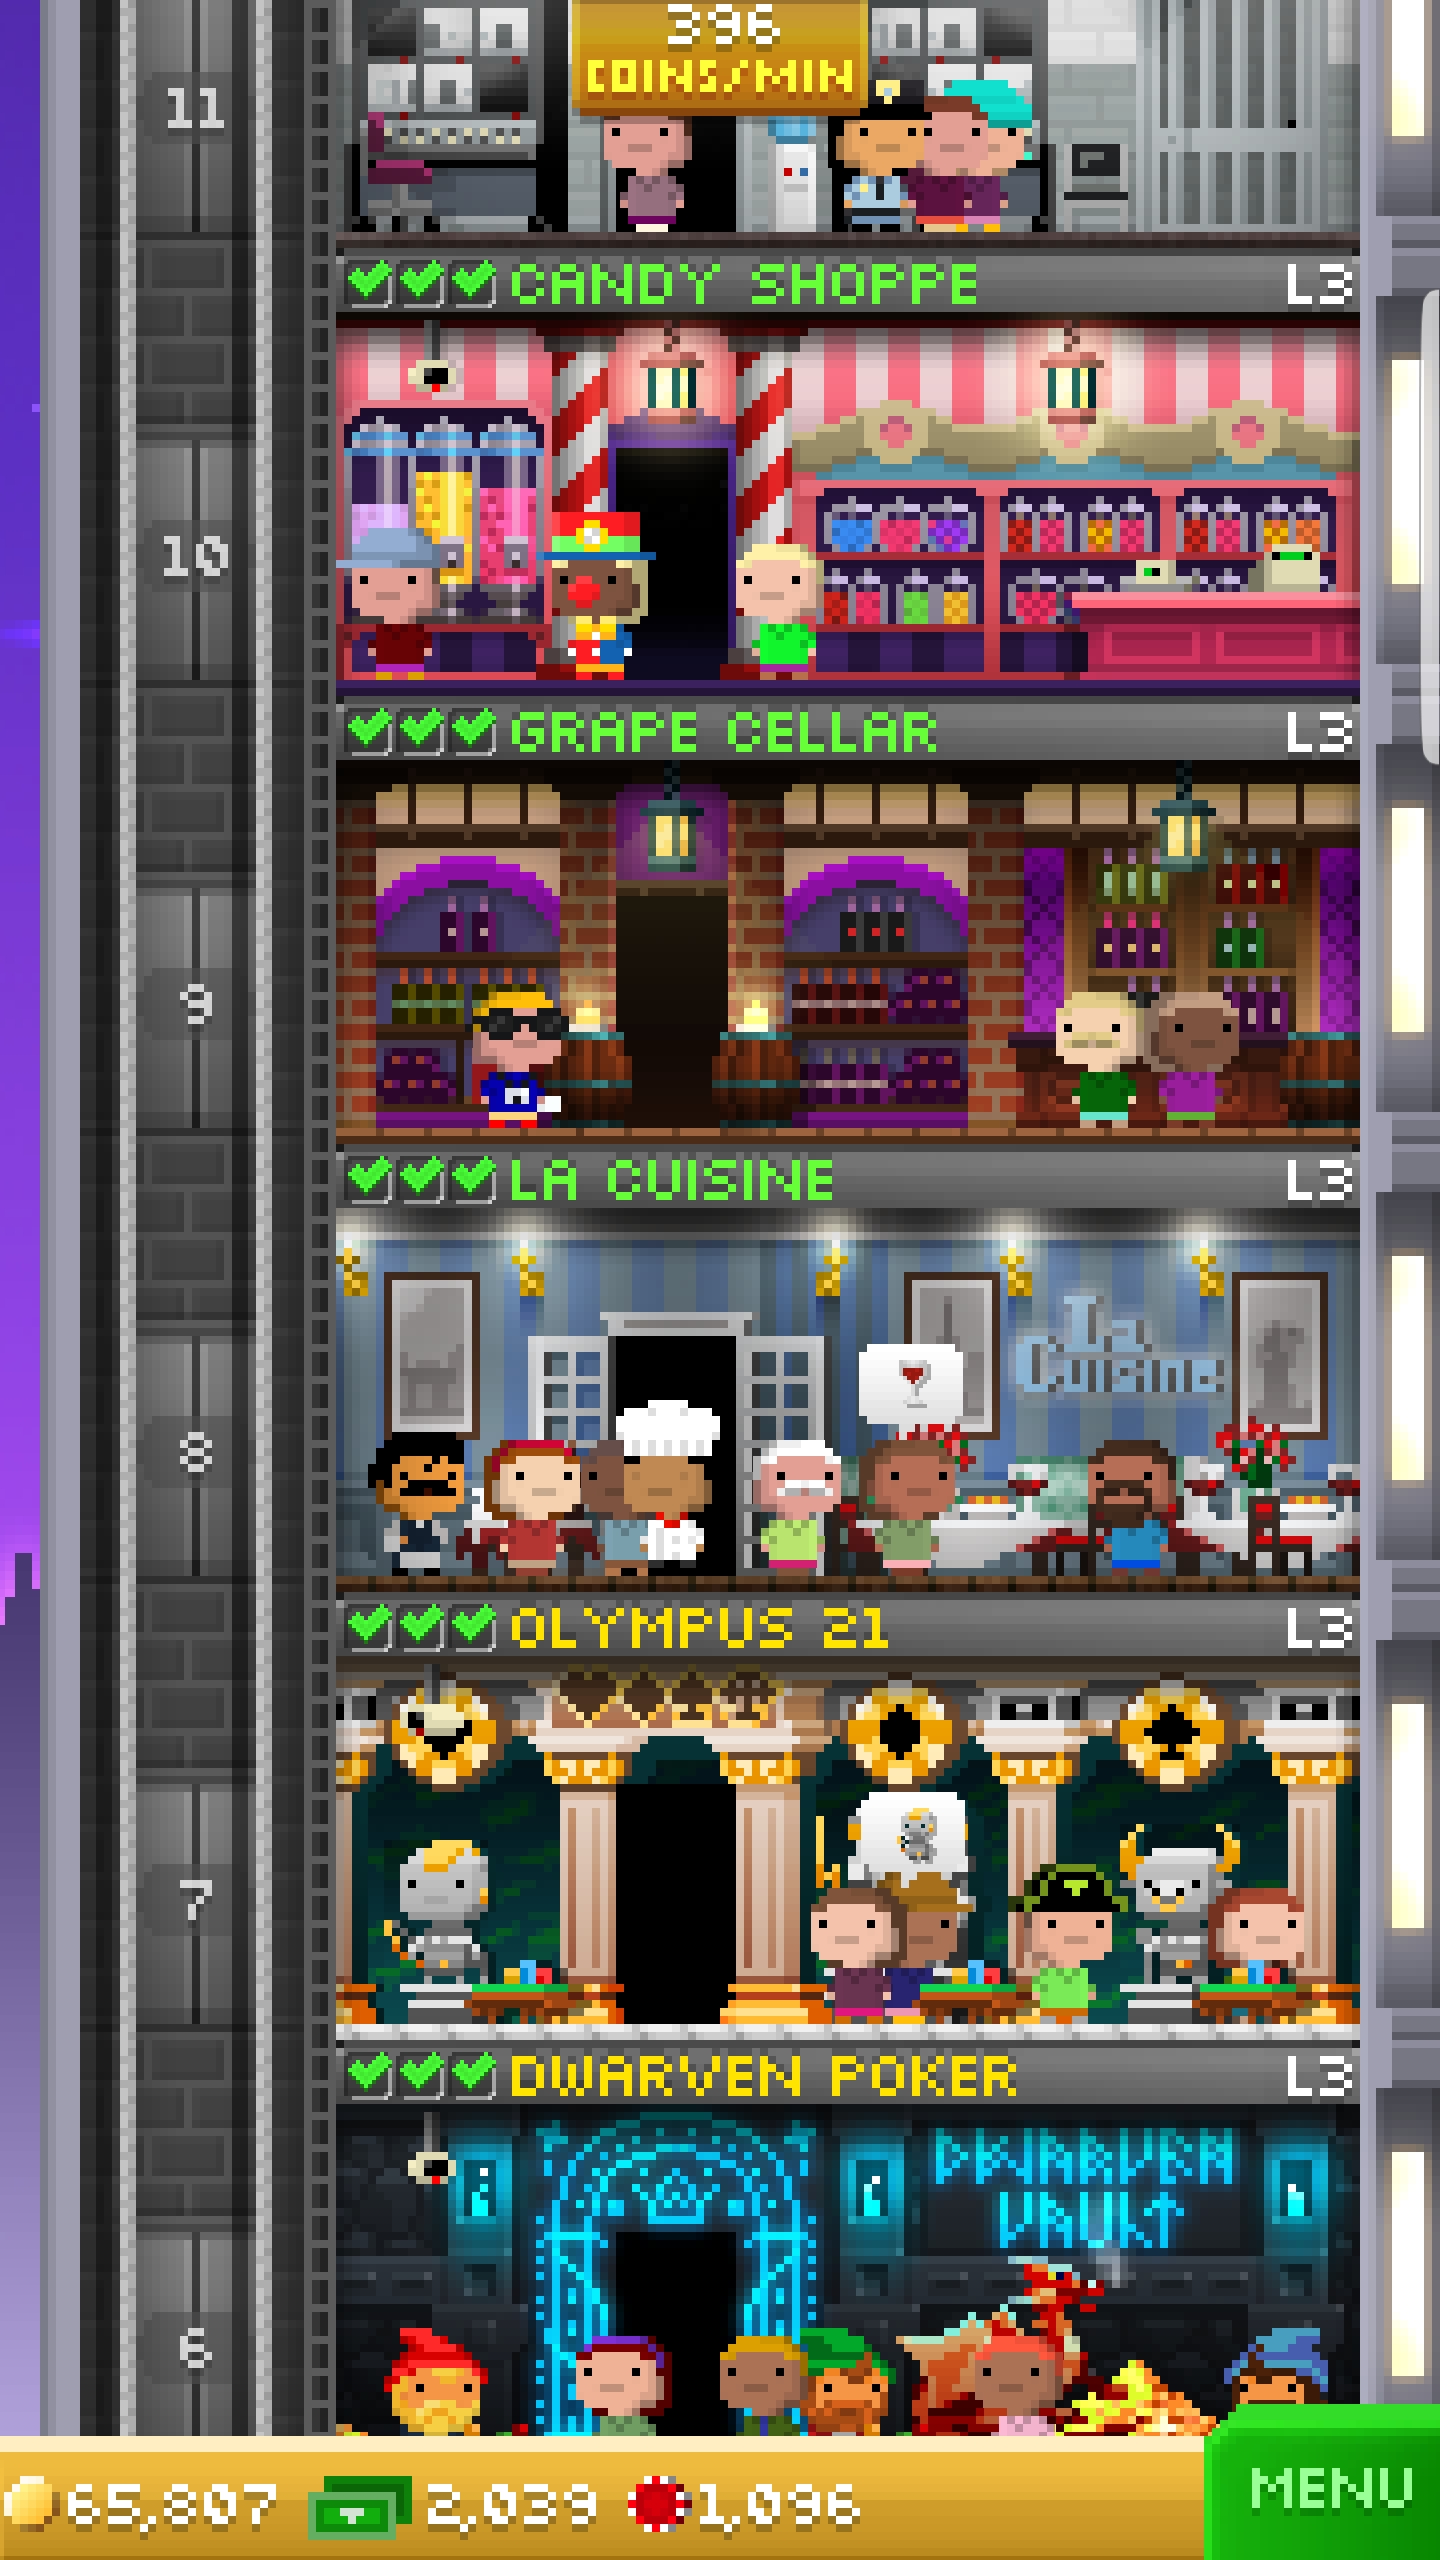 396
COINS/MIN
11
CANDY SHOPPE L3
10
GRAPE CELLAR L3
9
LA CUISINE L3
La
Cuisine
8
OLYMPUS 21 L3
7
DWARVEN POKER L3
DWARVEN
VAULT
6
65,807 2,039 1,096
MENU